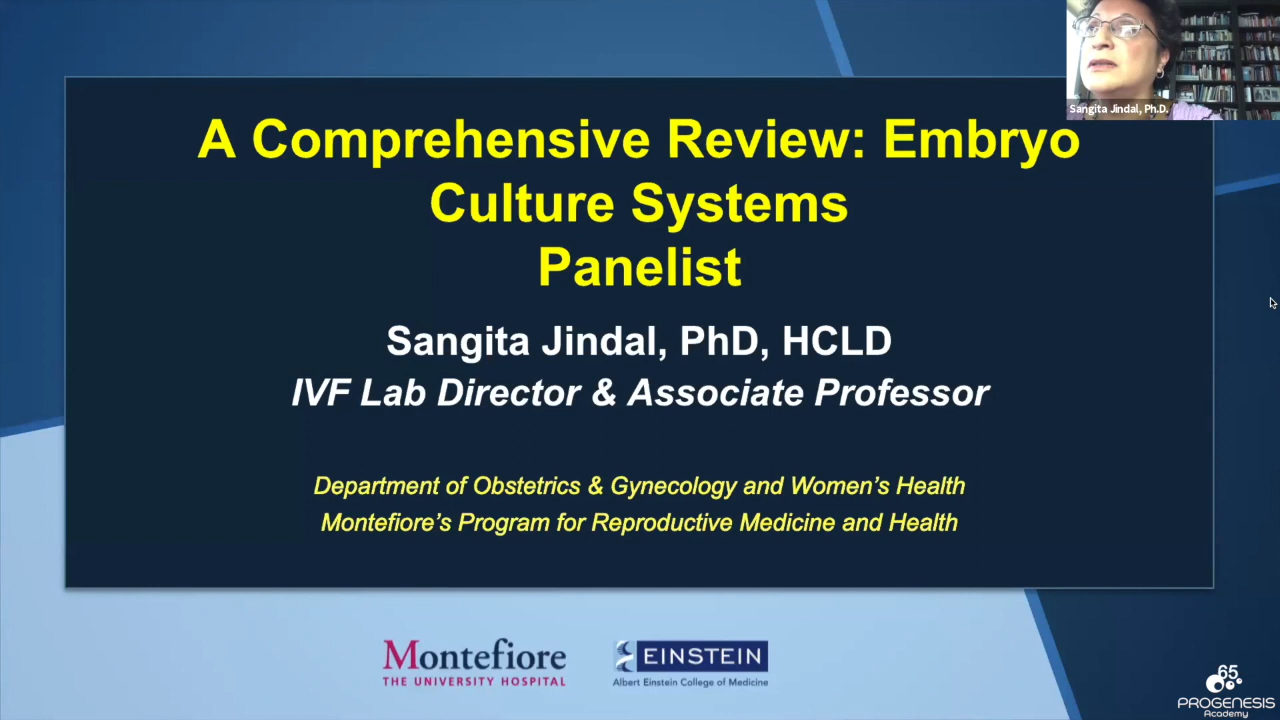 Sangita Jindal, Ph.D.
A Comprehensive Review: Embryo
Culture Systems
Panelist
Sangita Jindal, PhD, HCLD
IVF Lab Director & Associate Professor
Department of Obstetrics & Gynecology and Women's Health
Montefiore's Program for Reproductive Medicine and Health
Montefiore
THE UNIVERSITY HOSPITAL
EINSTEIN
Albert Einstein College of Medicine
65
PROGENESIS
Academy